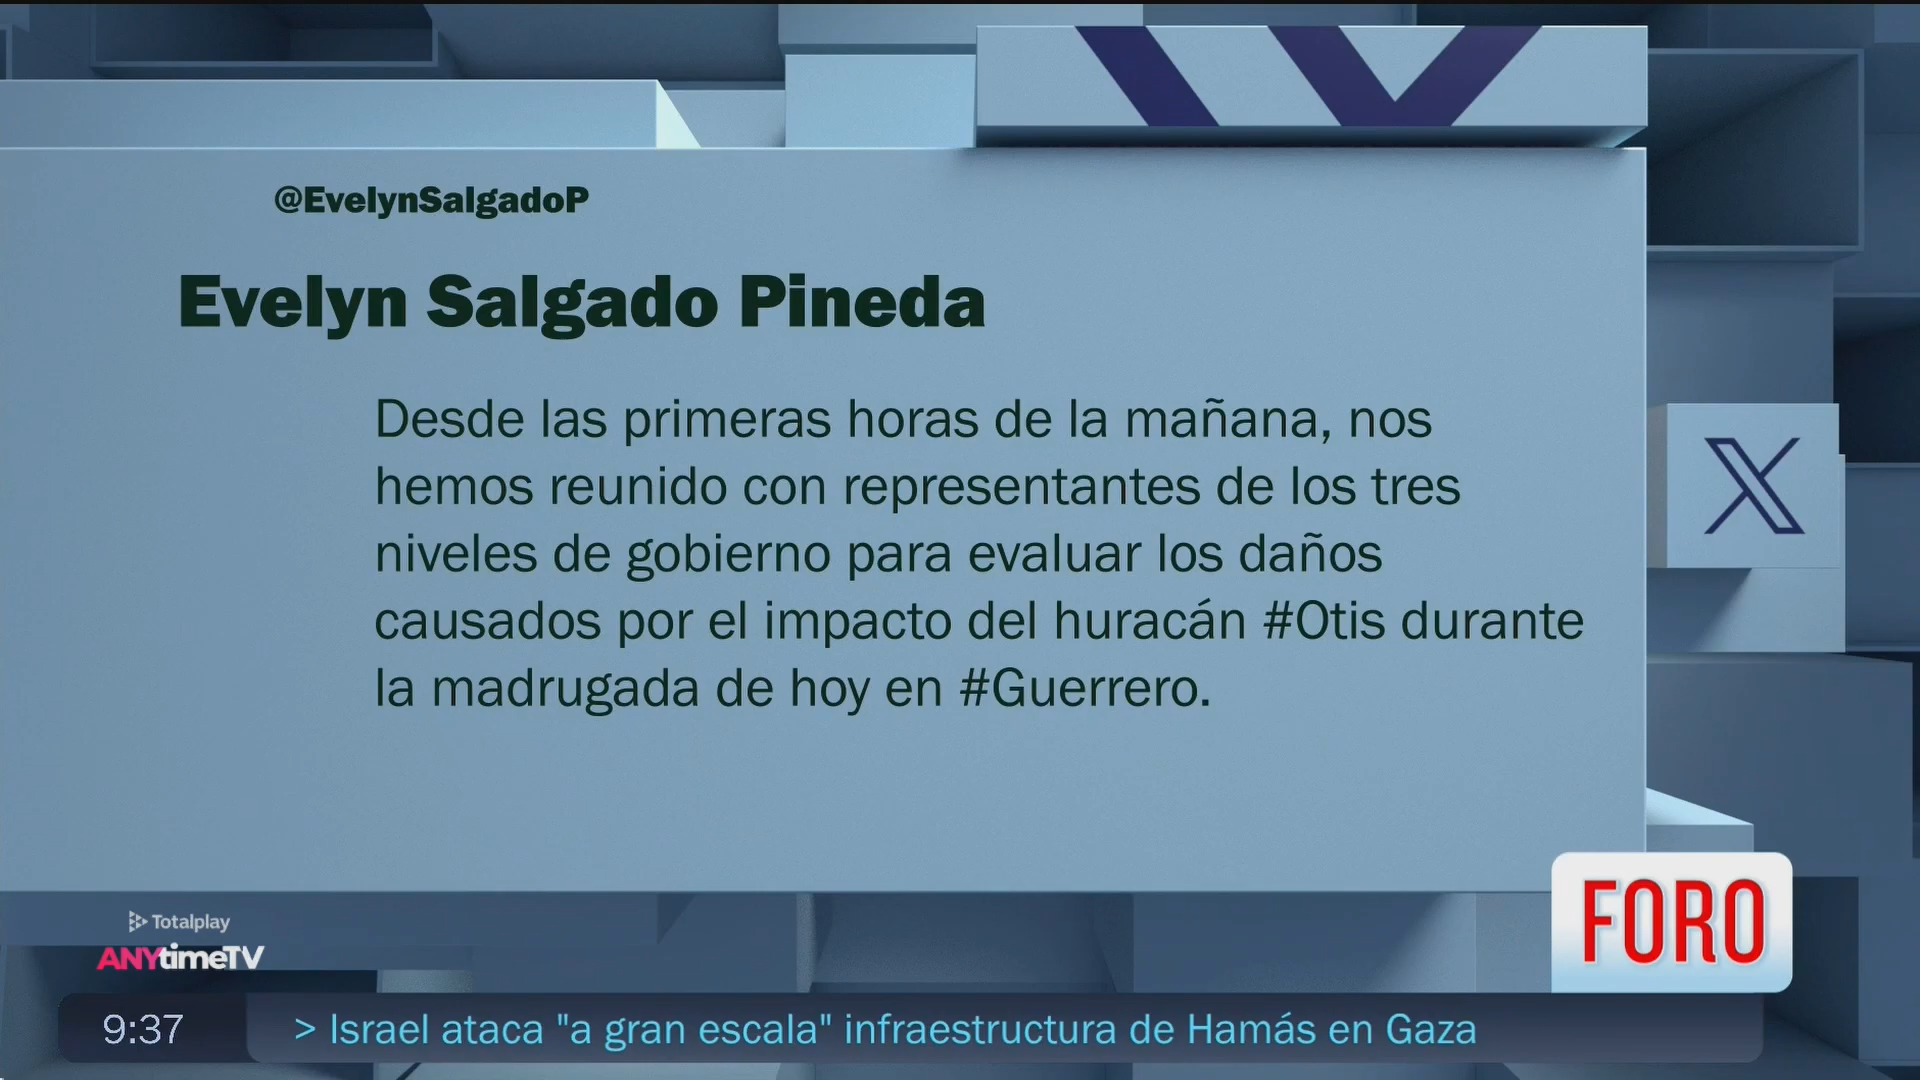 @EvelynSalgadoP
Evelyn Salgado Pineda
Desde las primeras horas de la mañana, nos
hemos reunido con representantes de los tres
niveles de gobierno para evaluar los daños
causados por el impacto del huracán #Otis durante
la madrugada de hoy en #Guerrero.
X
Totalplay
ANYtimeTV
FORO
9:37
> Israel ataca "a gran escala" infraestructura de Hamás en Gaza